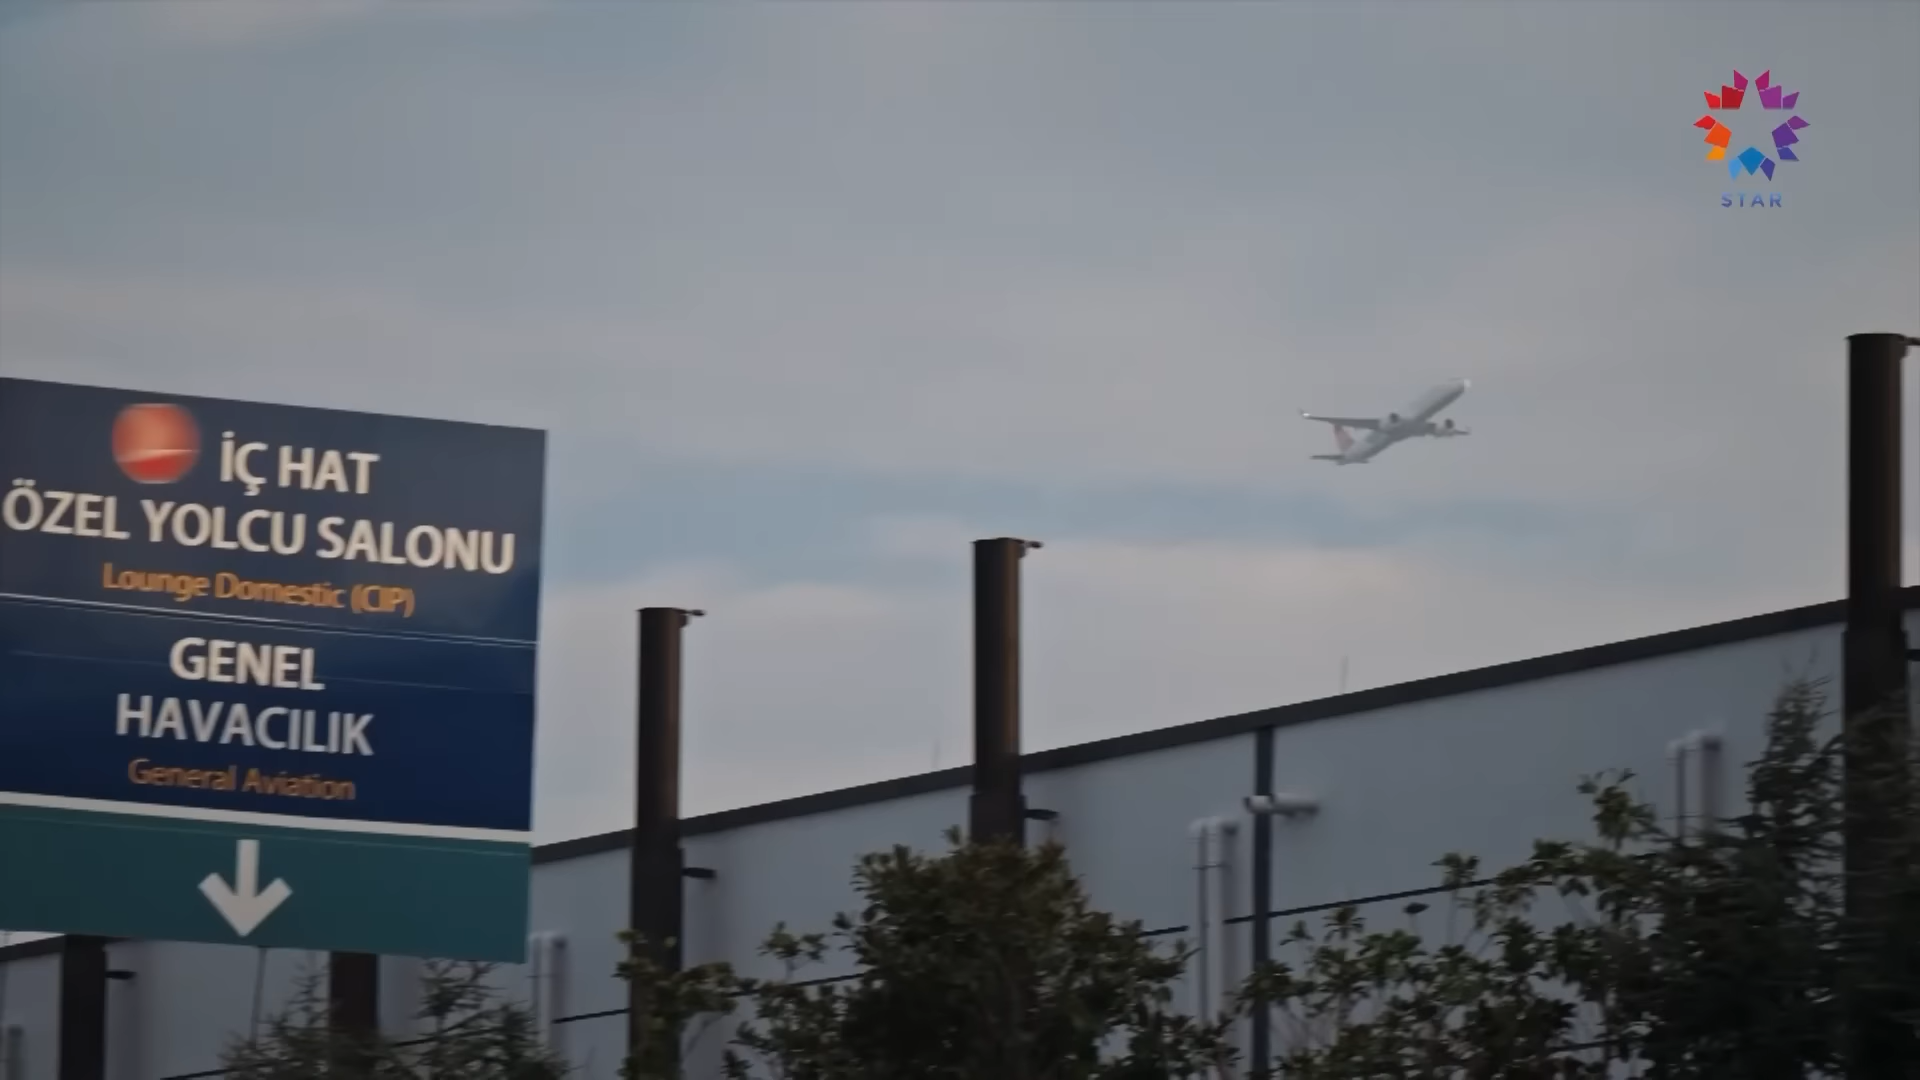 İÇ HAT
ÖZEL YOLCU SALONU
Lounge Domestic (CIP)
GENEL
HAVACILIK
General Aviation
STAR